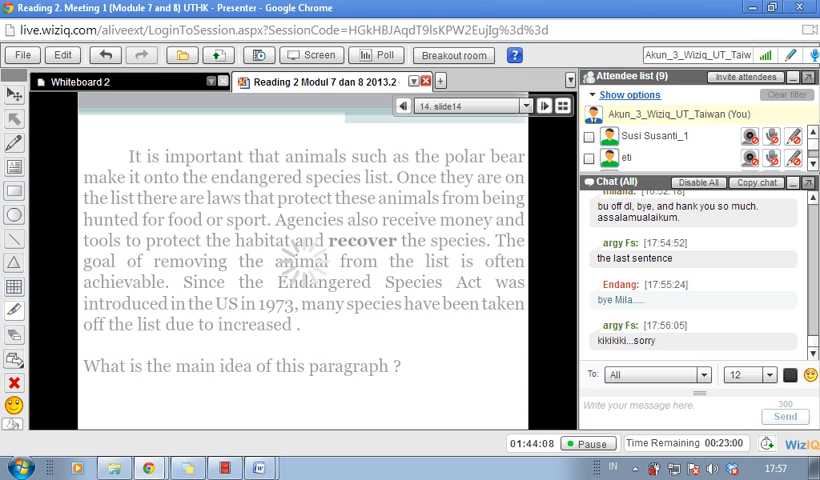 Reading 2. Meeting 1 (Module 7 and 8) UTHK - Presenter - Google Chrome
live.wiziq.com/aliveext/LoginToSession.aspx?SessionCode=HGkHBJAqdT9lsKPW2EujIg%3d%3d
File Edit Screen Poll Breakout room ? Akun_3_Wiziq_UT_Taiw
Whiteboard 2 Reading 2 Modul 7 dan 8 2013.2
14. slide14
It is important that animals such as the polar bear
make it onto the endangered species list. Once they are on
the list there are laws that protect these animals from being
hunted for food or sport. Agencies also receive money and
tools to protect the habitat and recover the species. The
goal of removing the animal from the list is often
achievable. Since the Endangered Species Act was
introduced in the US in 1973, many species have been taken
off the list due to increased .
What is the main idea of this paragraph ?
Attendee list (9) Invite attendees
Show options Clear filter
Akun_3_Wiziq_UT_Taiwan (You)
Susi Susanti_1
eti
Chat (All) Disable All Copy chat
bu off dl, bye, and hank you so much.
assalamualaikum.
argy Fs: [17:54:52]
the last sentence
Endang: [17:55:24]
bye Mila.....
argy Fs: [17:56:05]
kikikiki...sorry
To: All 12
Write your message here. 300
Send
01:44:08 Pause Time Remaining 00:23:00 WizIQ
IN 17:57